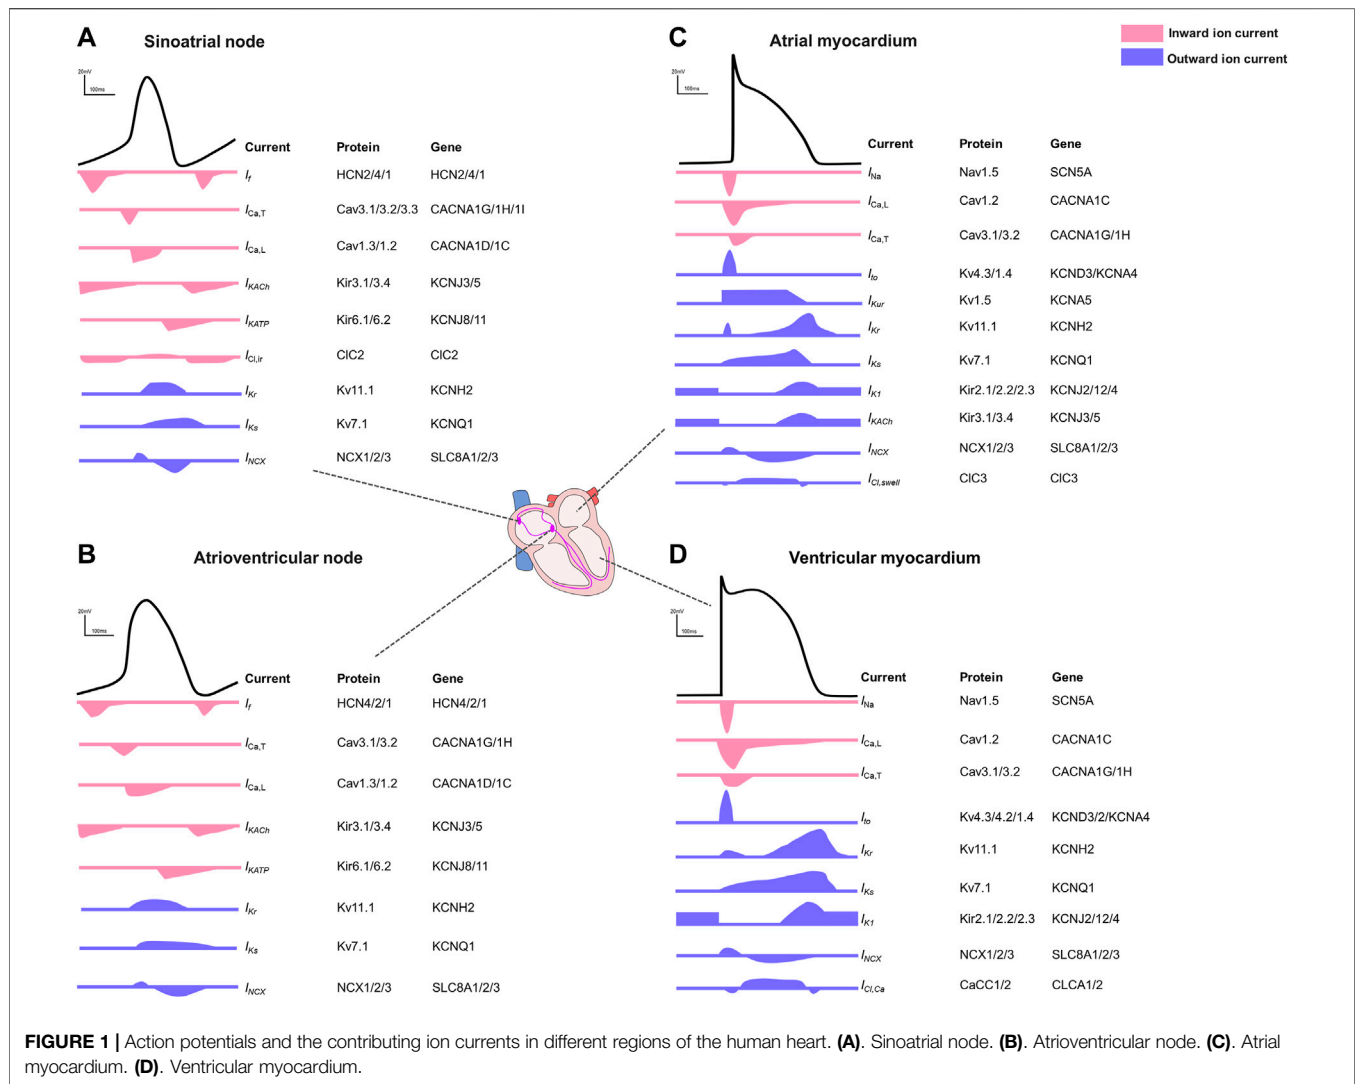 A
Sinoatrial node
20mV
100ms
Current Protein Gene
If HCN2/4/1 HCN2/4/1
ICa,T Cav3.1/3.2/3.3 CACNA1G/1H/1I
ICa,L Cav1.3/1.2 CACNA1D/1C
IKACh Kir3.1/3.4 KCNJ3/5
IKATP Kir6.1/6.2 KCNJ8/11
ICl,ir ClC2 ClC2
IKr Kv11.1 KCNH2
IKs Kv7.1 KCNQ1
INCX NCX1/2/3 SLC8A1/2/3
C
Atrial myocardium
Inward ion current
Outward ion current
20mV
100ms
Current Protein Gene
INa Nav1.5 SCN5A
ICa,L Cav1.2 CACNA1C
ICa,T Cav3.1/3.2 CACNA1G/1H
Ito Kv4.3/1.4 KCND3/KCNA4
IKur Kv1.5 KCNA5
IKr Kv11.1 KCNH2
IKs Kv7.1 KCNQ1
IK1 Kir2.1/2.2/2.3 KCNJ2/12/4
IKACh Kir3.1/3.4 KCNJ3/5
INCX NCX1/2/3 SLC8A1/2/3
ICl,swell ClC3 ClC3
B
Atrioventricular node
20mV
100ms
Current Protein Gene
If HCN4/2/1 HCN4/2/1
ICa,T Cav3.1/3.2 CACNA1G/1H
ICa,L Cav1.3/1.2 CACNA1D/1C
IKACh Kir3.1/3.4 KCNJ3/5
IKATP Kir6.1/6.2 KCNJ8/11
IKr Kv11.1 KCNH2
IKs Kv7.1 KCNQ1
INCX NCX1/2/3 SLC8A1/2/3
D
Ventricular myocardium
20mV
100ms
Current Protein Gene
INa Nav1.5 SCN5A
ICa,L Cav1.2 CACNA1C
ICa,T Cav3.1/3.2 CACNA1G/1H
Ito Kv4.3/4.2/1.4 KCND3/2/KCNA4
IKr Kv11.1 KCNH2
IKs Kv7.1 KCNQ1
IK1 Kir2.1/2.2/2.3 KCNJ2/12/4
INCX NCX1/2/3 SLC8A1/2/3
ICl,Ca CaCC1/2 CLCA1/2
FIGURE 1 | Action potentials and the contributing ion currents in different regions of the human heart. (A). Sinoatrial node. (B). Atrioventricular node. (C). Atrial
myocardium. (D). Ventricular myocardium.